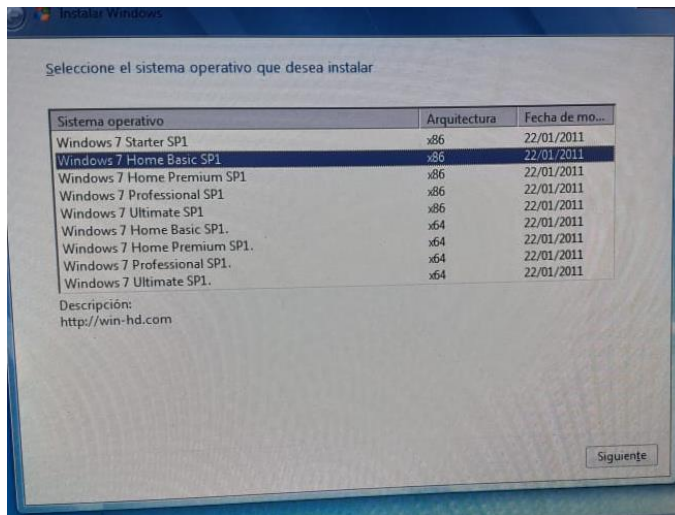 Instalar Windows
Seleccione el sistema operativo que desea instalar
Sistema operativo Arquitectura Fecha de mo...
Windows 7 Starter SP1 x86 22/01/2011
Windows 7 Home Basic SP1 x86 22/01/2011
Windows 7 Home Premium SP1 x86 22/01/2011
Windows 7 Professional SP1 x86 22/01/2011
Windows 7 Ultimate SP1 x86 22/01/2011
Windows 7 Home Basic SP1. x64 22/01/2011
Windows 7 Home Premium SP1. x64 22/01/2011
Windows 7 Professional SP1. x64 22/01/2011
Windows 7 Ultimate SP1. x64 22/01/2011
Descripción:
http://win-hd.com
Siguiente